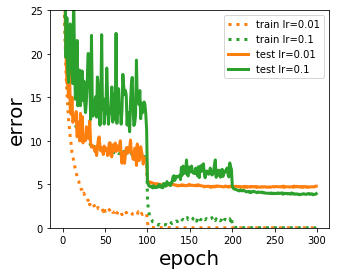 25
20
15
10
5
0
error
0 50 100 150 200 250 300
epoch
train lr=0.01
train lr=0.1
test lr=0.01
test lr=0.1